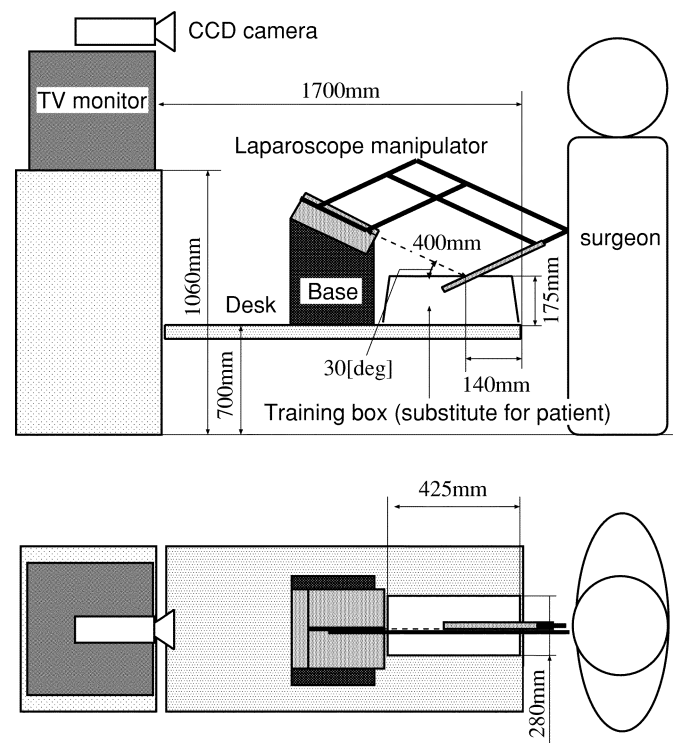 CCD camera
TV monitor
1700mm
Laparoscope manipulator
400mm
surgeon
1060mm
Base
175mm
Desk
700mm
30[deg]
140mm
Training box (substitute for patient)
425mm
280mm